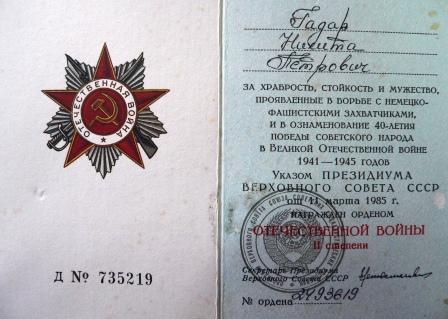 ОТЕЧЕСТВЕННАЯ ВОЙНА
Д № 735219
Гадар
Никита
Петрович
ЗА ХРАБРОСТЬ, СТОЙКОСТЬ И МУЖЕСТВО,
ПРОЯВЛЕННЫЕ В БОРЬБЕ С НЕМЕЦКО-
ФАШИСТСКИМИ ЗАХВАТЧИКАМИ,
И В ОЗНАМЕНОВАНИЕ 40-ЛЕТИЯ
ПОБЕДЫ СОВЕТСКОГО НАРОДА
В ВЕЛИКОЙ ОТЕЧЕСТВЕННОЙ ВОЙНЕ
1941—1945 ГОДОВ
УКАЗОМ ПРЕЗИДИУМА
ВЕРХОВНОГО СОВЕТА СССР
от 11 марта 1985 г.
НАГРАЖДЕН ОРДЕНОМ
ОТЕЧЕСТВЕННОЙ ВОЙНЫ
II степени
Секретарь Президиума
Верховного Совета СССР
№ ордена 2493619